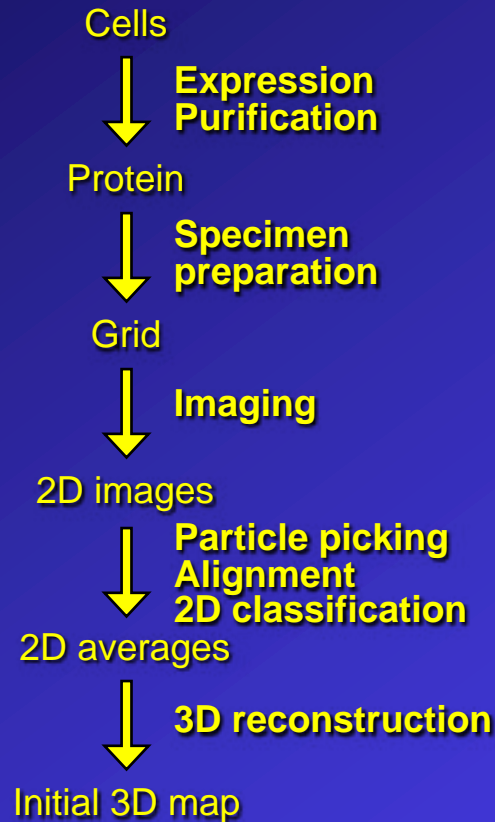 Cells
Expression
Purification
Protein
Specimen
preparation
Grid
Imaging
2D images
Particle picking
Alignment
2D classification
2D averages
3D reconstruction
Initial 3D map